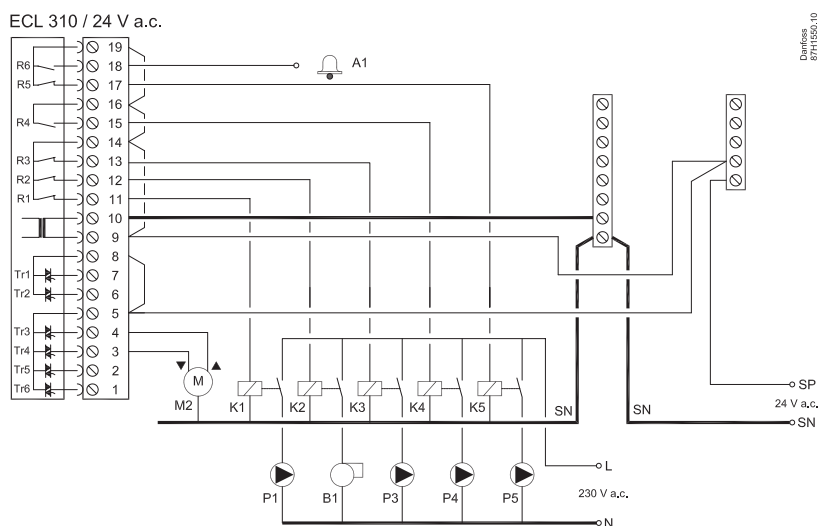 ECL 310 / 24 V a.c.
Danfoss
87H1550.10
19
R6 18 A1
R5 17
16
R4 15
14
R3 13
R2 12
R1 11
10
9
8
Tr1 7
Tr2 6
5
Tr3 4
Tr4 3
Tr5 2
Tr6 1
M
M2 K1 K2 K3 K4 K5 SN SN
SP
24 V a.c.
SN
L
P1 B1 P3 P4 P5 230 V a.c.
N